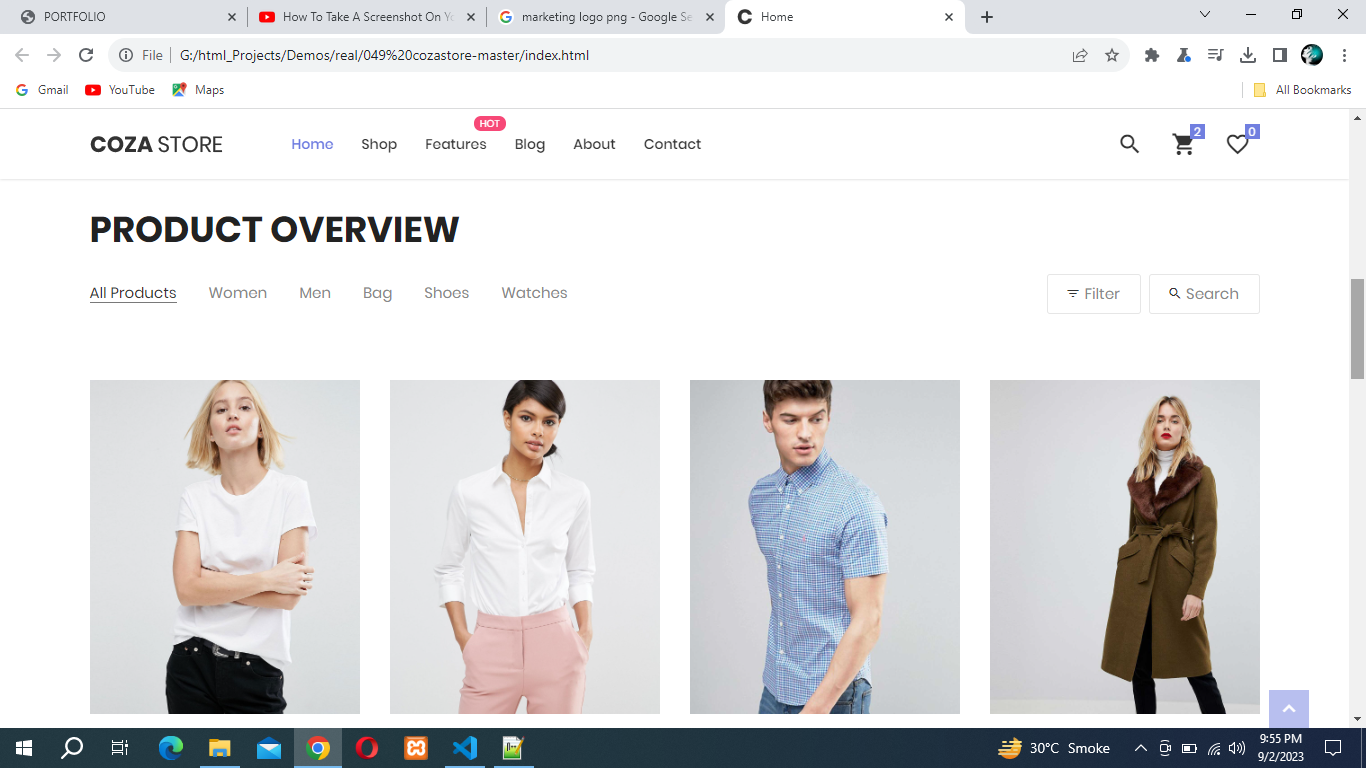 PORTFOLIO
How To Take A Screenshot On Yo
marketing logo png - Google Se
Home
File
G:/html_Projects/Demos/real/049%20cozastore-master/index.html
Gmail
YouTube
Maps
All Bookmarks
COZA STORE
Home
Shop
Features
HOT
Blog
About
Contact
2
0
PRODUCT OVERVIEW
All Products
Women
Men
Bag
Shoes
Watches
Filter
Search
30°C Smoke
9:55 PM
9/2/2023